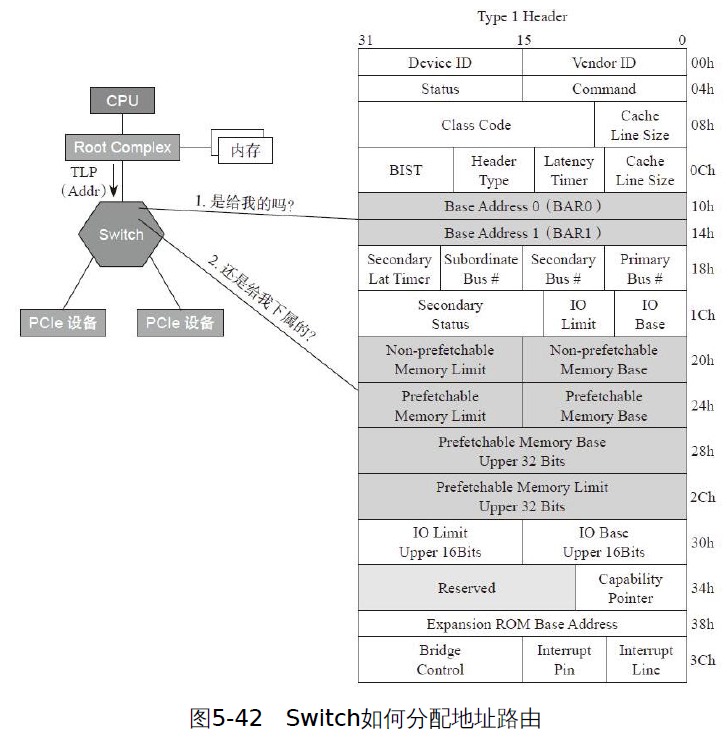 Type 1 Header
31 15 0
Device ID Vendor ID 00h
Status Command 04h
Class Code Cache Line Size 08h
BIST Header Type Latency Timer Cache Line Size 0Ch
Base Address 0（BAR0） 10h
Base Address 1（BAR1） 14h
Secondary Lat Timer Subordinate Bus # Secondary Bus # Primary Bus # 18h
Secondary Status IO Limit IO Base 1Ch
Non-prefetchable Memory Limit Non-prefetchable Memory Base 20h
Prefetchable Memory Limit Prefetchable Memory Base 24h
Prefetchable Memory Base Upper 32 Bits 28h
Prefetchable Memory Limit Upper 32 Bits 2Ch
IO Limit Upper 16Bits IO Base Upper 16Bits 30h
Reserved Capability Pointer 34h
Expansion ROM Base Address 38h
Bridge Control Interrupt Pin Interrupt Line 3Ch
CPU
Root Complex
内存
TLP
（Addr）
1. 是给我的吗?
Switch
2. 还是给我下属的?
PCIe 设备
PCIe 设备
图5-42 Switch如何分配地址路由